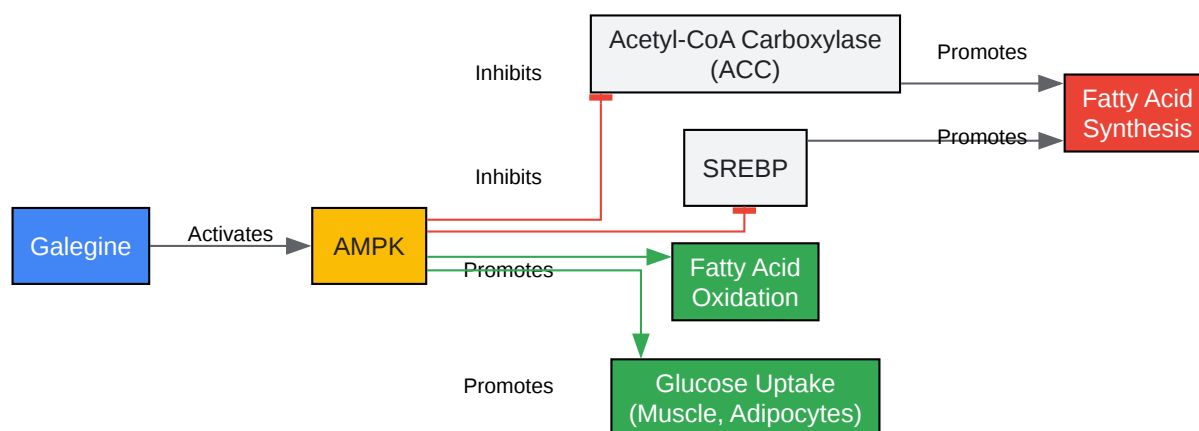 Acetyl-CoA Carboxylase
(ACC)
Promotes
Inhibits
Fatty Acid
Synthesis
Promotes
SREBP
Inhibits
Galegine
Activates
AMPK
Promotes
Fatty Acid
Oxidation
Promotes
Glucose Uptake
(Muscle, Adipocytes)